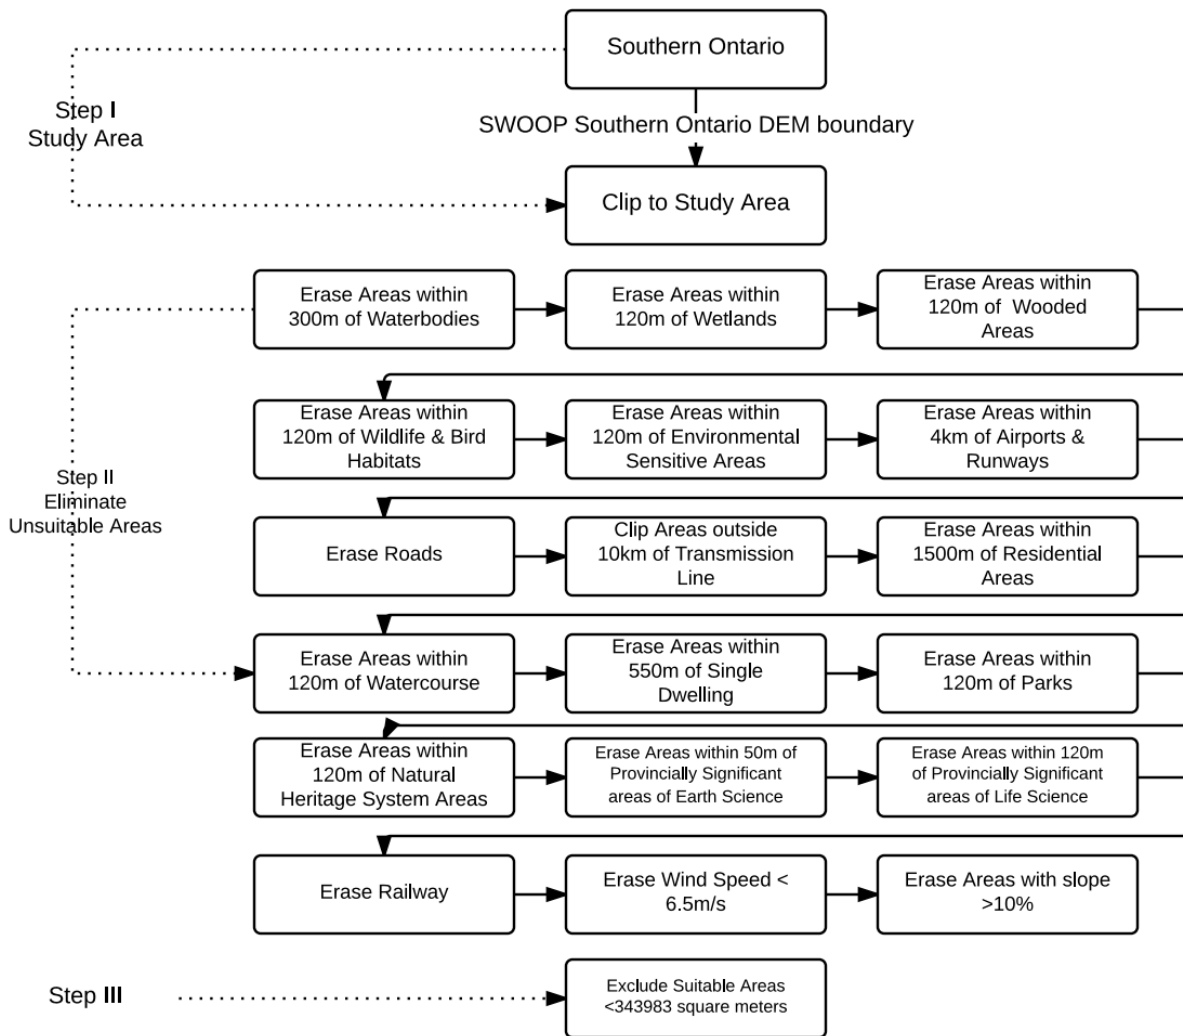 Southern Ontario
Step I
Study Area
SWOOP Southern Ontario DEM boundary
Clip to Study Area
Erase Areas within
300m of Waterbodies
Erase Areas within
120m of Wetlands
Erase Areas within
120m of Wooded
Areas
Erase Areas within
120m of Wildlife & Bird
Habitats
Erase Areas within
120m of Environmental
Sensitive Areas
Erase Areas within
4km of Airports &
Runways
Step II
Eliminate
Unsuitable Areas
Erase Roads
Clip Areas outside
10km of Transmission
Line
Erase Areas within
1500m of Residential
Areas
Erase Areas within
120m of Watercourse
Erase Areas within
550m of Single
Dwelling
Erase Areas within
120m of Parks
Erase Areas within
120m of Natural
Heritage System Areas
Erase Areas within 50m of
Provincially Significant
areas of Earth Science
Erase Areas within 120m
of Provincially Significant
areas of Life Science
Erase Railway
Erase Wind Speed <
6.5m/s
Erase Areas with slope
>10%
Step III
Exclude Suitable Areas
<343983 square meters